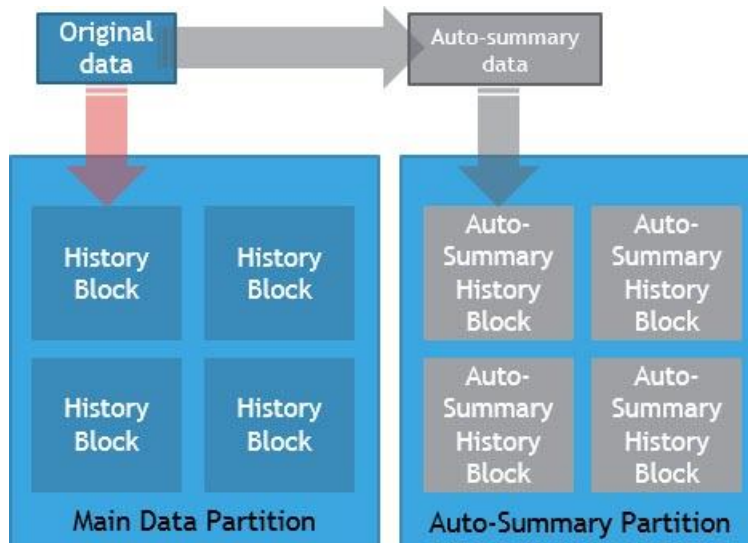 Original
data
Auto-summary
data
History
Block
History
Block
Auto-
Summary
History
Block
Auto-
Summary
History
Block
History
Block
History
Block
Auto-
Summary
History
Block
Auto-
Summary
History
Block
Main Data Partition
Auto-Summary Partition